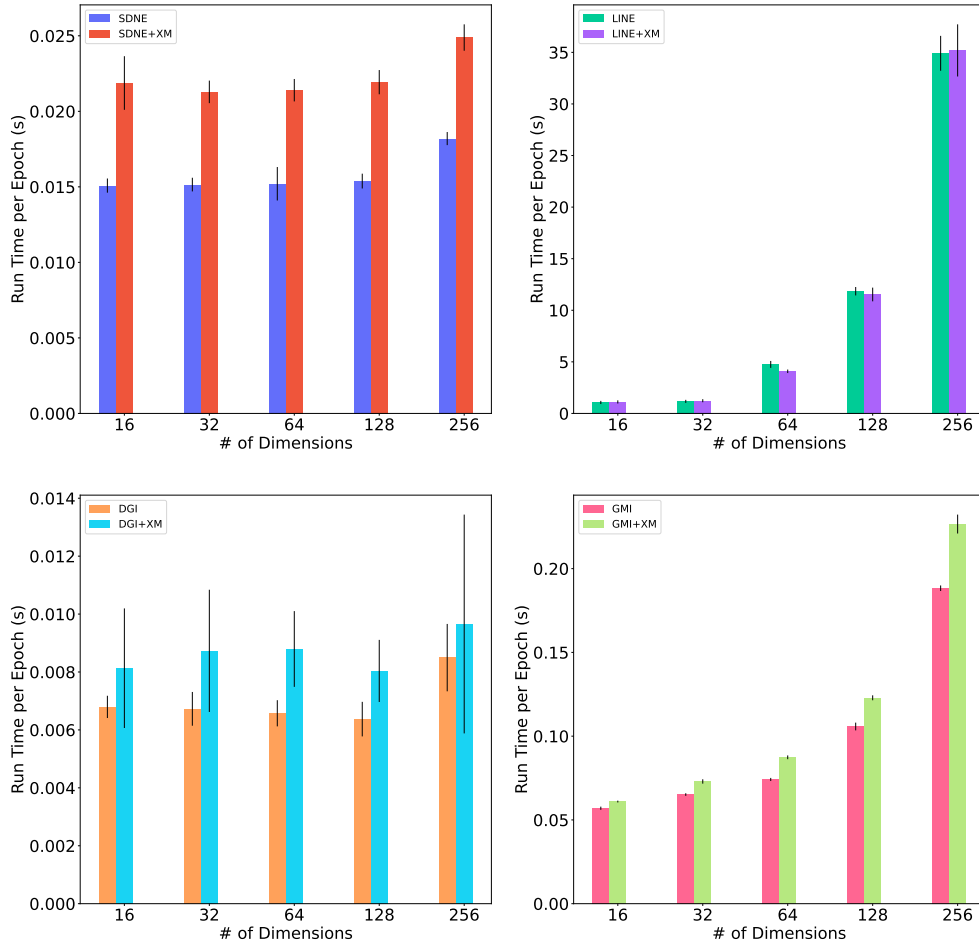 SDNE
SDNE+XM
Run Time per Epoch (s)
0.025
0.020
0.015
0.010
0.005
0.000
16 32 64 128 256
# of Dimensions
LINE
LINE+XM
Run Time per Epoch (s)
35
30
25
20
15
10
5
0
16 32 64 128 256
# of Dimensions
DGI
DGI+XM
Run Time per Epoch (s)
0.014
0.012
0.010
0.008
0.006
0.004
0.002
0.000
16 32 64 128 256
# of Dimensions
GMI
GMI+XM
Run Time per Epoch (s)
0.20
0.15
0.10
0.05
0.00
16 32 64 128 256
# of Dimensions